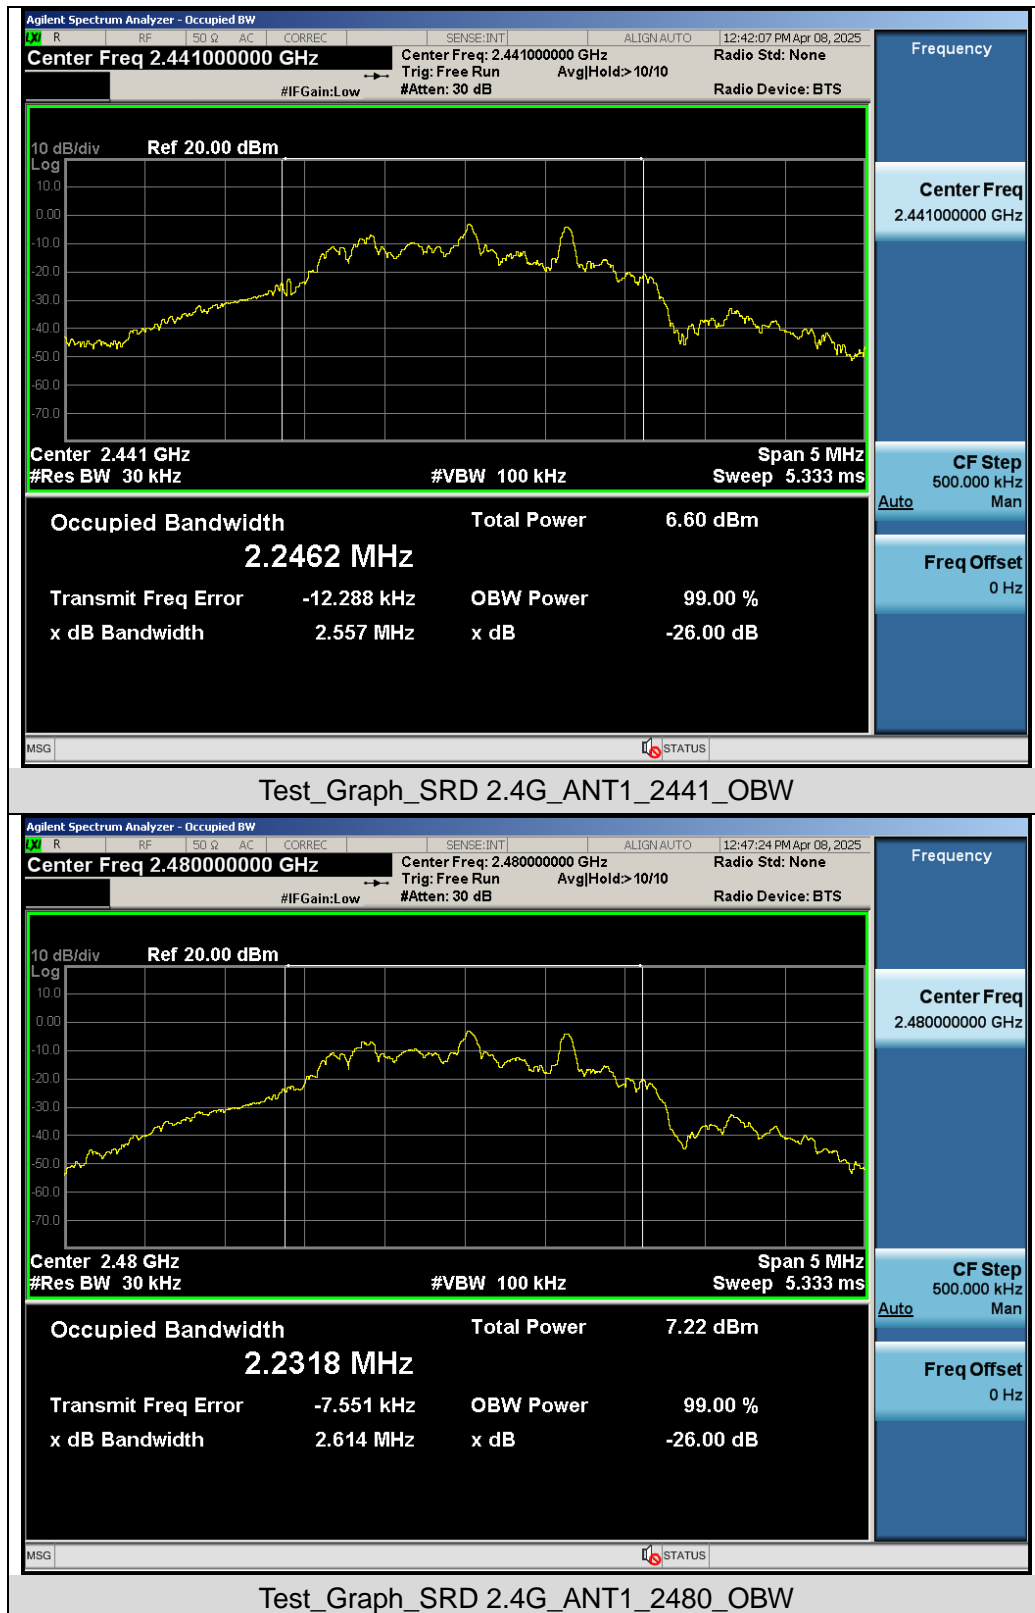 Agilent Spectrum Analyzer - Occupied BW
LXI R RF 50 Ω AC CORREC SENSE:INT ALIGN AUTO 12:42:07 PM Apr 08, 2025
Center Freq 2.441000000 GHz Center Freq: 2.441000000 GHz Radio Std: None
Trig: Free Run Avg|Hold:>10/10
#IFGain:Low #Atten: 30 dB Radio Device: BTS
Frequency
10 dB/div Ref 20.00 dBm
Log
10.0
0.00
-10.0
-20.0
-30.0
-40.0
-50.0
-60.0
-70.0
Center 2.441 GHz Span 5 MHz
#Res BW 30 kHz #VBW 100 kHz Sweep 5.333 ms
Center Freq
2.441000000 GHz
CF Step
500.000 kHz
Auto Man
Freq Offset
0 Hz
Occupied Bandwidth Total Power 6.60 dBm
2.2462 MHz
Transmit Freq Error -12.288 kHz OBW Power 99.00 %
x dB Bandwidth 2.557 MHz x dB -26.00 dB
MSG STATUS
Test_Graph_SRD 2.4G_ANT1_2441_OBW
Agilent Spectrum Analyzer - Occupied BW
LXI R RF 50 Ω AC CORREC SENSE:INT ALIGN AUTO 12:47:24 PM Apr 08, 2025
Center Freq 2.480000000 GHz Center Freq: 2.480000000 GHz Radio Std: None
Trig: Free Run Avg|Hold:>10/10
#IFGain:Low #Atten: 30 dB Radio Device: BTS
Frequency
10 dB/div Ref 20.00 dBm
Log
10.0
0.00
-10.0
-20.0
-30.0
-40.0
-50.0
-60.0
-70.0
Center 2.48 GHz Span 5 MHz
#Res BW 30 kHz #VBW 100 kHz Sweep 5.333 ms
Center Freq
2.480000000 GHz
CF Step
500.000 kHz
Auto Man
Freq Offset
0 Hz
Occupied Bandwidth Total Power 7.22 dBm
2.2318 MHz
Transmit Freq Error -7.551 kHz OBW Power 99.00 %
x dB Bandwidth 2.614 MHz x dB -26.00 dB
MSG STATUS
Test_Graph_SRD 2.4G_ANT1_2480_OBW